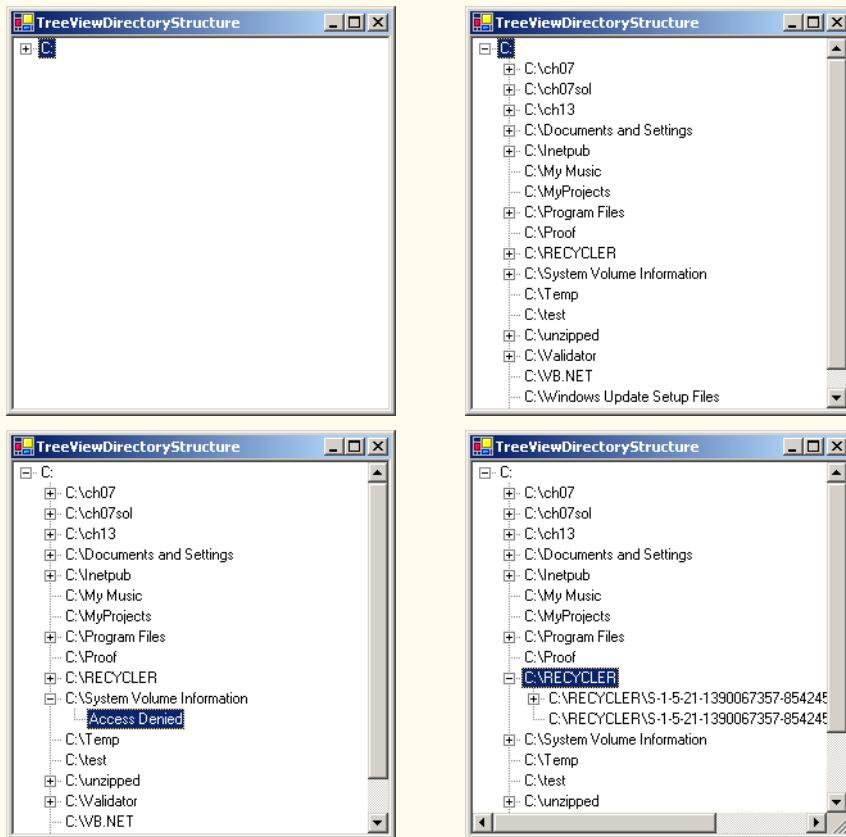 TreeViewDirectoryStructure
C:
TreeViewDirectoryStructure
C:
C:\ch07
C:\ch07sol
C:\ch13
C:\Documents and Settings
C:\Inetpub
C:\My Music
C:\MyProjects
C:\Program Files
C:\Proof
C:\RECYCLER
C:\System Volume Information
C:\Temp
C:\test
C:\unzipped
C:\Validator
C:\VB.NET
C:\Windows Update Setup Files
TreeViewDirectoryStructure
C:
C:\ch07
C:\ch07sol
C:\ch13
C:\Documents and Settings
C:\Inetpub
C:\My Music
C:\MyProjects
C:\Program Files
C:\Proof
C:\RECYCLER
C:\System Volume Information
Access Denied
C:\Temp
C:\test
C:\unzipped
C:\Validator
C:\VB.NET
TreeViewDirectoryStructure
C:
C:\ch07
C:\ch07sol
C:\ch13
C:\Documents and Settings
C:\Inetpub
C:\My Music
C:\MyProjects
C:\Program Files
C:\Proof
C:\RECYCLER
C:\RECYCLER\S-1-5-21-1390067357-854245
C:\RECYCLER\S-1-5-21-1390067357-854245
C:\System Volume Information
C:\Temp
C:\test
C:\unzipped